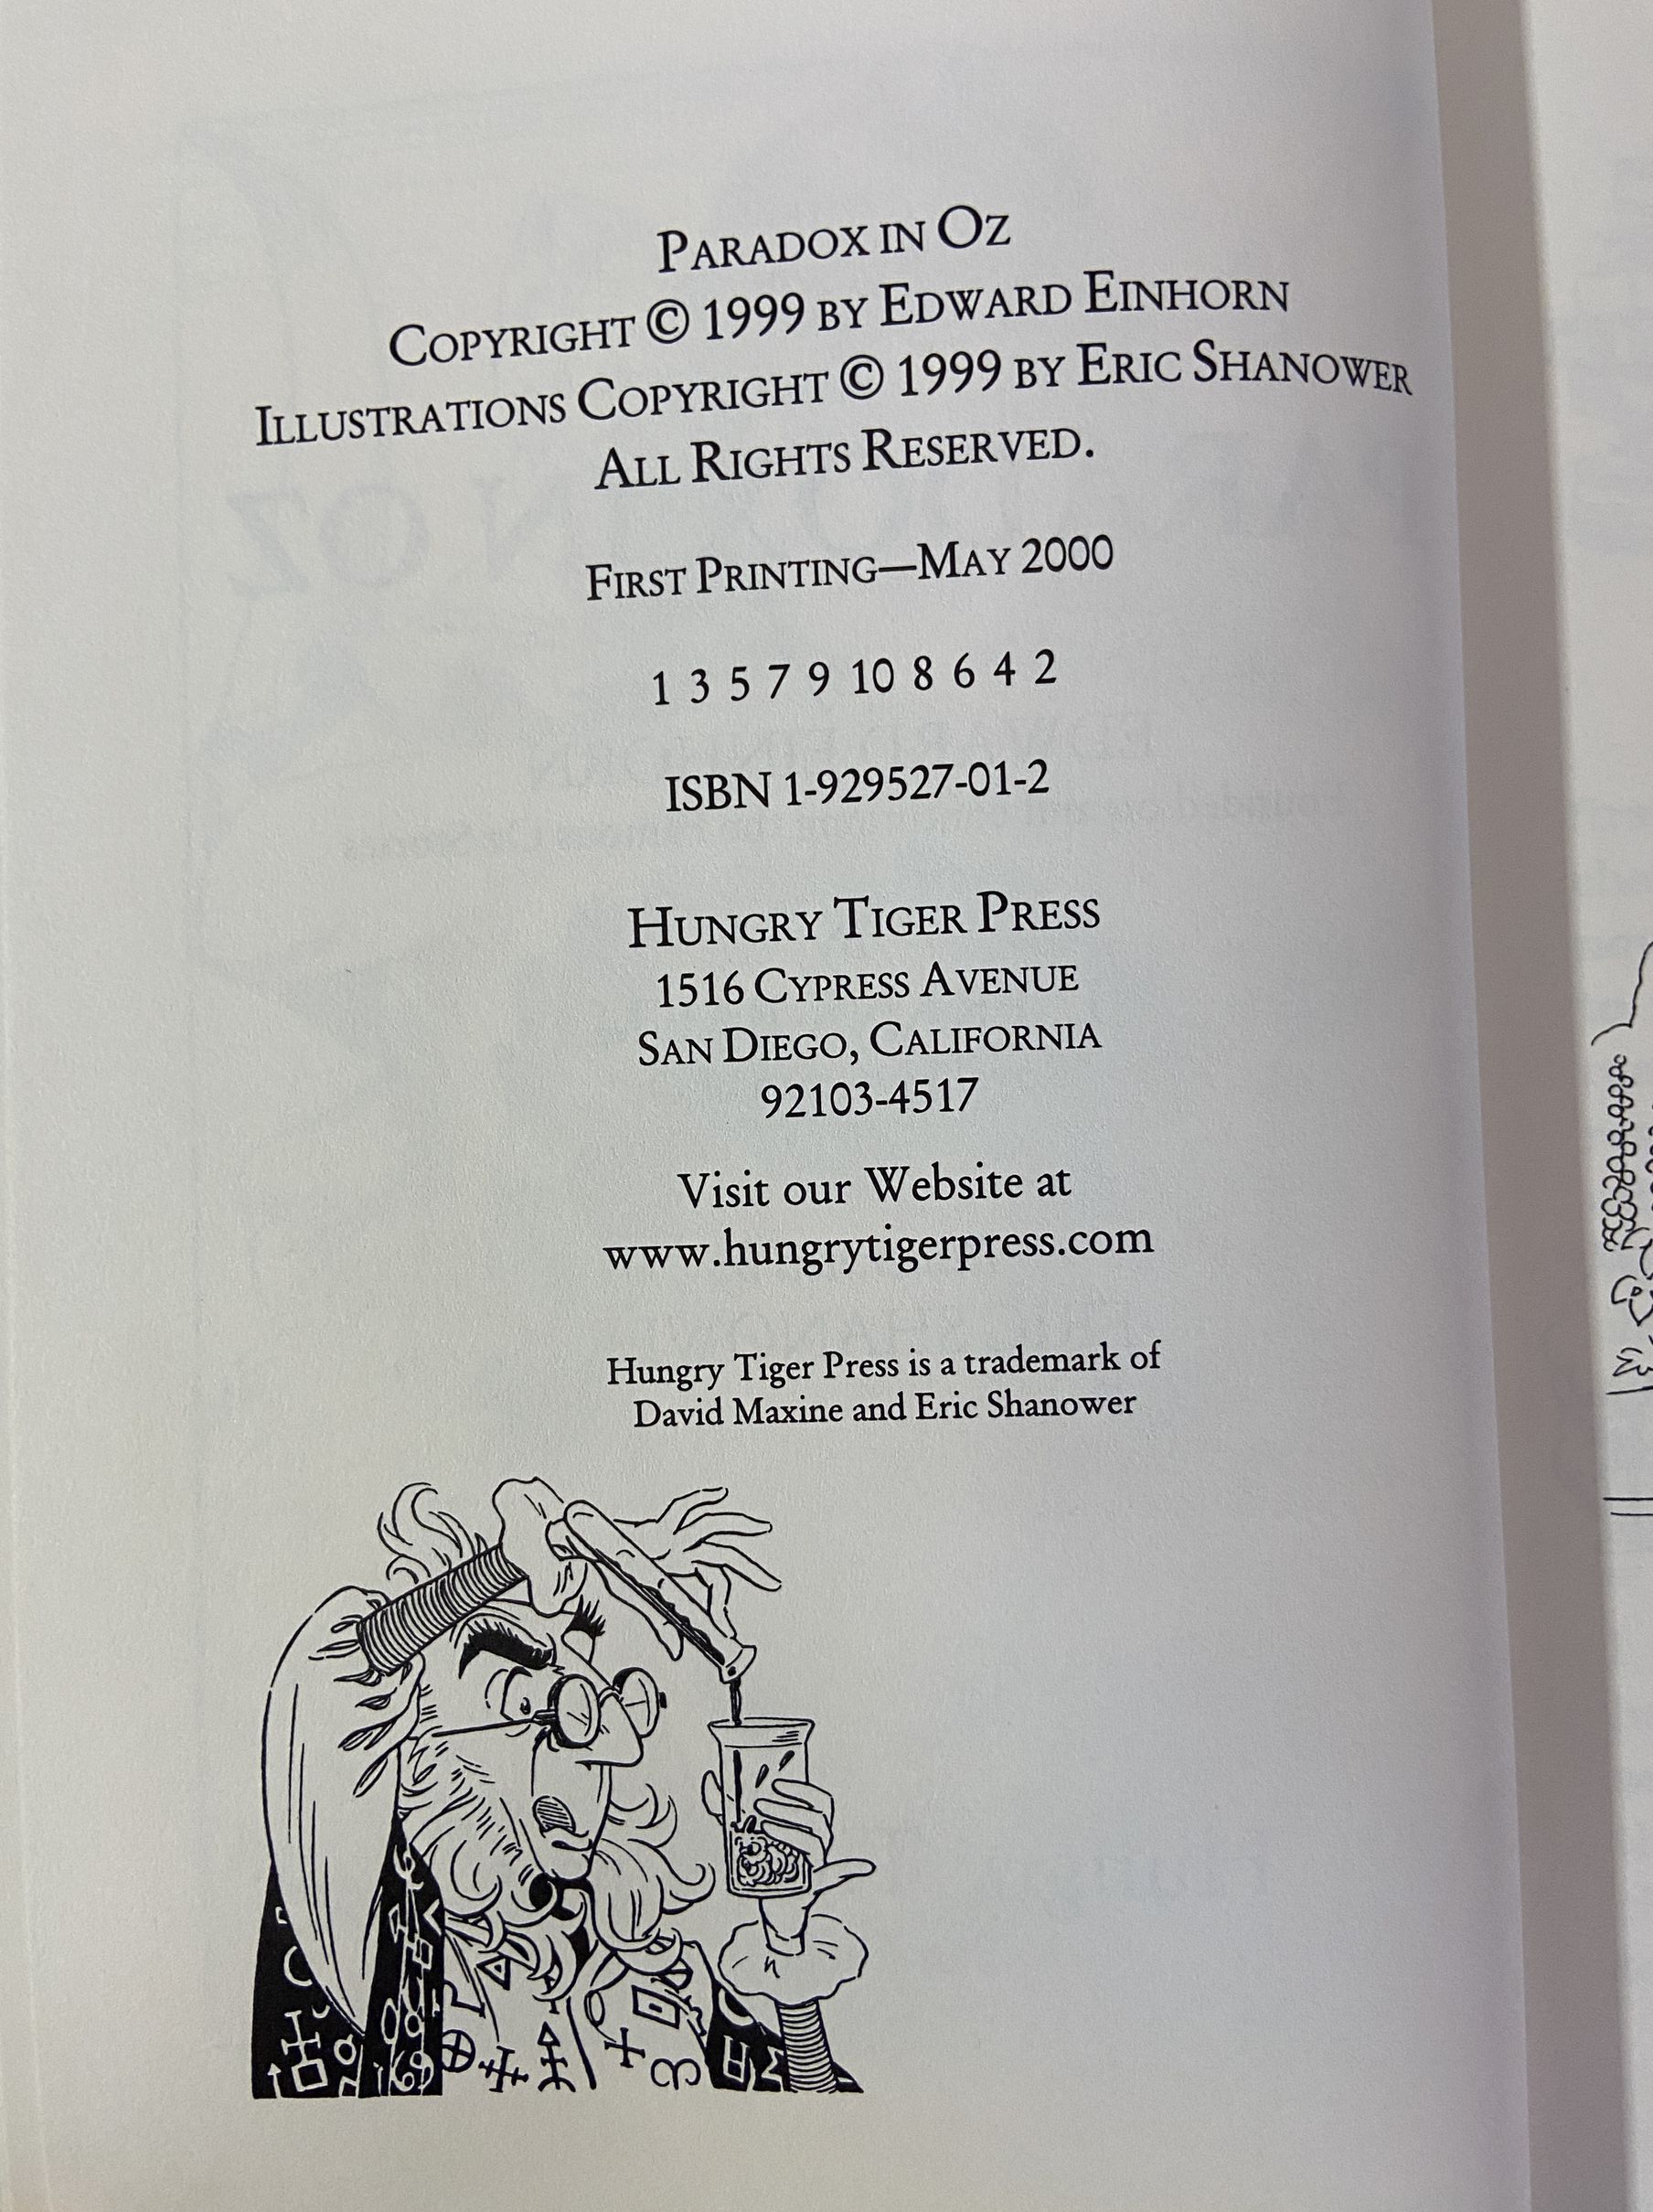 Paradox in Oz
Copyright © 1999 by Edward Einhorn
Illustrations Copyright © 1999 by Eric Shanower
All Rights Reserved.
First Printing—May 2000
1 3 5 7 9 10 8 6 4 2
ISBN 1-929527-01-2
Hungry Tiger Press
1516 Cypress Avenue
San Diego, California
92103-4517
Visit our Website at
www.hungrytigerpress.com
Hungry Tiger Press is a trademark of
David Maxine and Eric Shanower